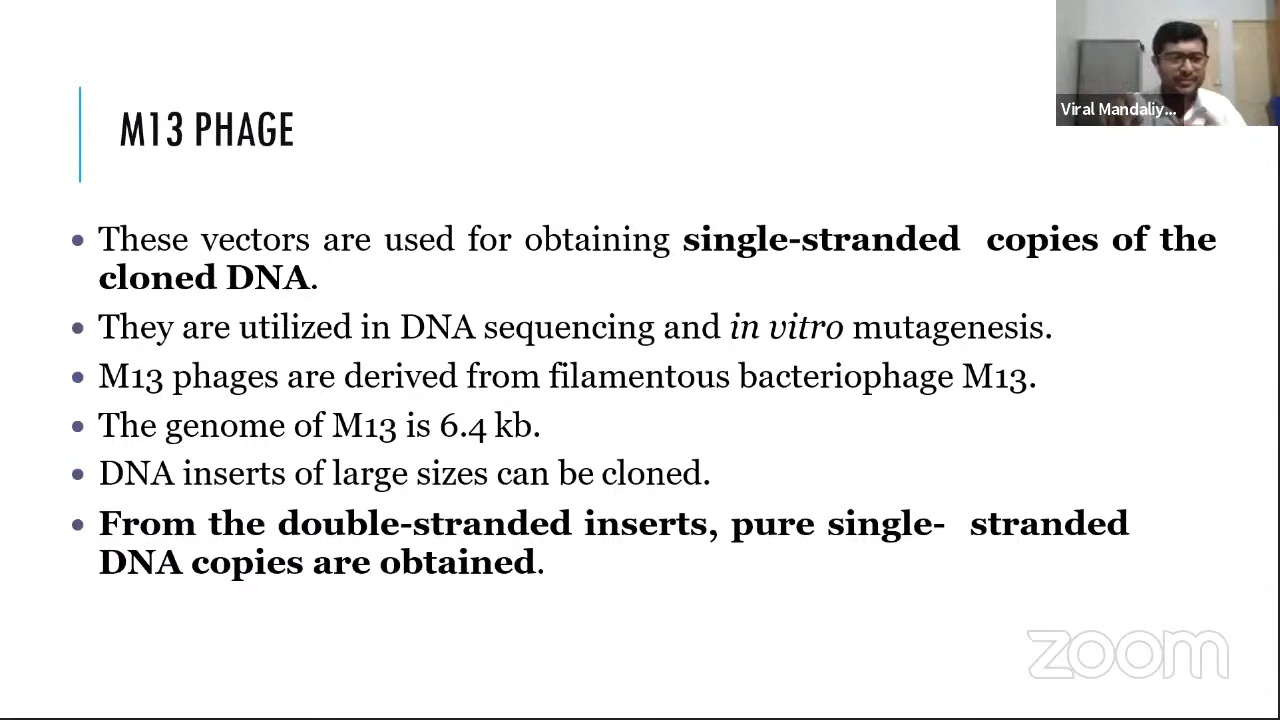 Viral Mandaliy...
M13 PHAGE
• These vectors are used for obtaining single-stranded copies of the
cloned DNA.
• They are utilized in DNA sequencing and in vitro mutagenesis.
• M13 phages are derived from filamentous bacteriophage M13.
• The genome of M13 is 6.4 kb.
• DNA inserts of large sizes can be cloned.
• From the double-stranded inserts, pure single- stranded
DNA copies are obtained.
zoom